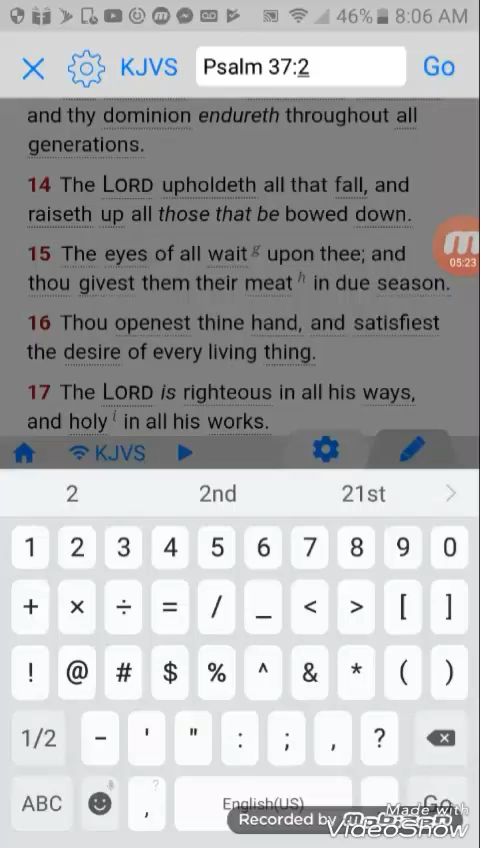 46% 8:06 AM
KJVS Psalm 37:2 Go
and thy dominion endureth throughout all
generations.
14 The LORD upholdeth all that fall, and
raiseth up all those that be bowed down.
05:23
15 The eyes of all wait g upon thee; and
thou givest them their meat h in due season.
16 Thou openest thine hand, and satisfiest
the desire of every living thing.
17 The LORD is righteous in all his ways,
and holy i in all his works.
KJVS
2 2nd 21st >
1 2 3 4 5 6 7 8 9 0
+ × ÷ = / _ < > [ ]
! @ # $ % ^ & * ( )
1/2 - ' " : ; , ?
ABC , ? English(US) Go
Recorded by
Made with
VideoShow